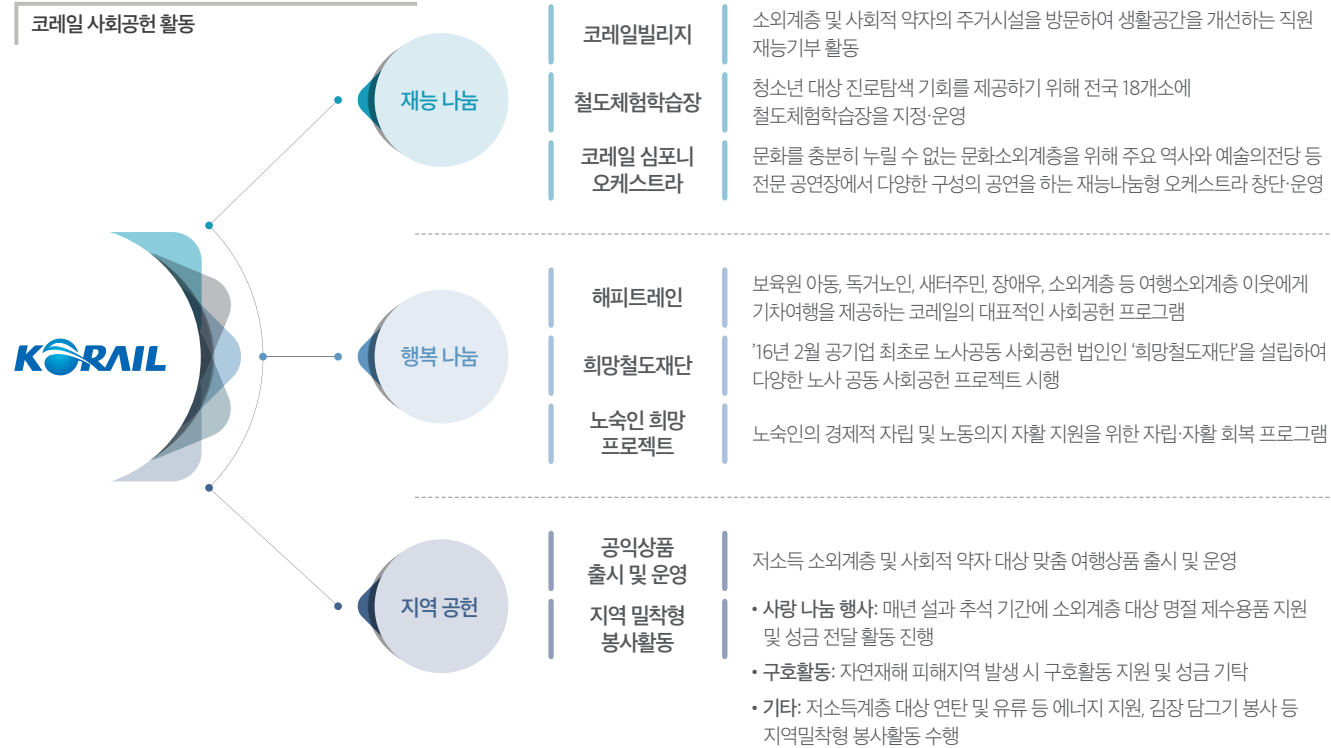 코레일 사회공헌 활동
KORAIL
재능 나눔
코레일빌리지
소외계층 및 사회적 약자의 주거시설을 방문하여 생활공간을 개선하는 직원
재능기부 활동
철도체험학습장
청소년 대상 진로탐색 기회를 제공하기 위해 전국 18개소에
철도체험학습장을 지정·운영
코레일 심포니
오케스트라
문화를 충분히 누릴 수 없는 문화소외계층을 위해 주요 역사와 예술의전당 등
전문 공연장에서 다양한 구성의 공연을 하는 재능나눔형 오케스트라 창단·운영
행복 나눔
해피트레인
보육원 아동, 독거노인, 새터주민, 장애우, 소외계층 등 여행소외계층 이웃에게
기차여행을 제공하는 코레일의 대표적인 사회공헌 프로그램
희망철도재단
’16년 2월 공기업 최초로 노사공동 사회공헌 법인인 ‘희망철도재단’을 설립하여
다양한 노사 공동 사회공헌 프로젝트 시행
노숙인 희망
프로젝트
노숙인의 경제적 자립 및 노동의지 자활 지원을 위한 자립·자활 회복 프로그램
지역 공헌
공익상품
출시 및 운영
저소득 소외계층 및 사회적 약자 대상 맞춤 여행상품 출시 및 운영
지역 밀착형
봉사활동
• 사랑 나눔 행사: 매년 설과 추석 기간에 소외계층 대상 명절 제수용품 지원
및 성금 전달 활동 진행
• 구호활동: 자연재해 피해지역 발생 시 구호활동 지원 및 성금 기탁
• 기타: 저소득계층 대상 연탄 및 유류 등 에너지 지원, 김장 담그기 봉사 등
지역밀착형 봉사활동 수행